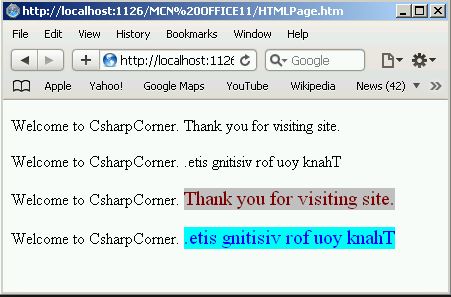 http://localhost:1126/MCN%20OFFICE11/HTMLPage.htm
File Edit View History Bookmarks Window Help
http://localhost:1126 Google
Apple Yahoo! Google Maps YouTube Wikipedia News (42)
Welcome to CsharpCorner. Thank you for visiting site.
Welcome to CsharpCorner. .etis gnitisiv rof uoy knahT
Welcome to CsharpCorner. Thank you for visiting site.
Welcome to CsharpCorner. .etis gnitisiv rof uoy knahT